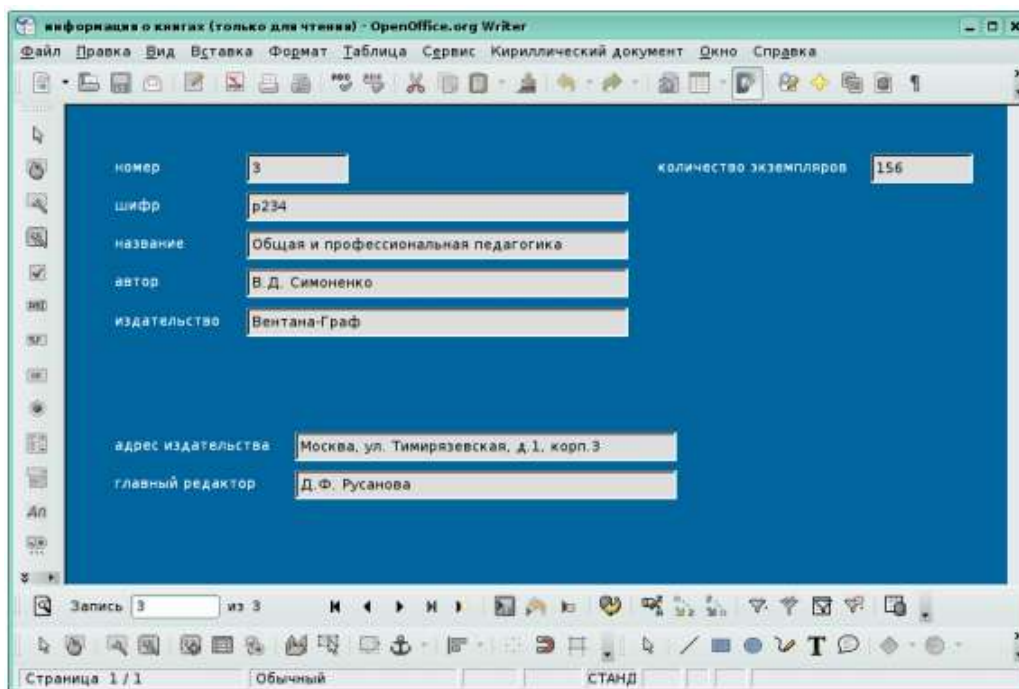 информация о книгах (только для чтения) - OpenOffice.org Writer
Файл Правка Вид Вставка Формат Таблица Сервис Кириллический документ Окно Справка
номер 3 количество экземпляров 156
шифр р234
название Общая и профессиональная педагогика
автор В.Д. Симоненко
издательство Вентана-Граф
адрес издательства Москва, ул. Тимирязевская, д.1, корп.3
главный редактор Д.Ф. Русанова
Запись 3 из 3
Страница 1 / 1 Обычный СТАНД